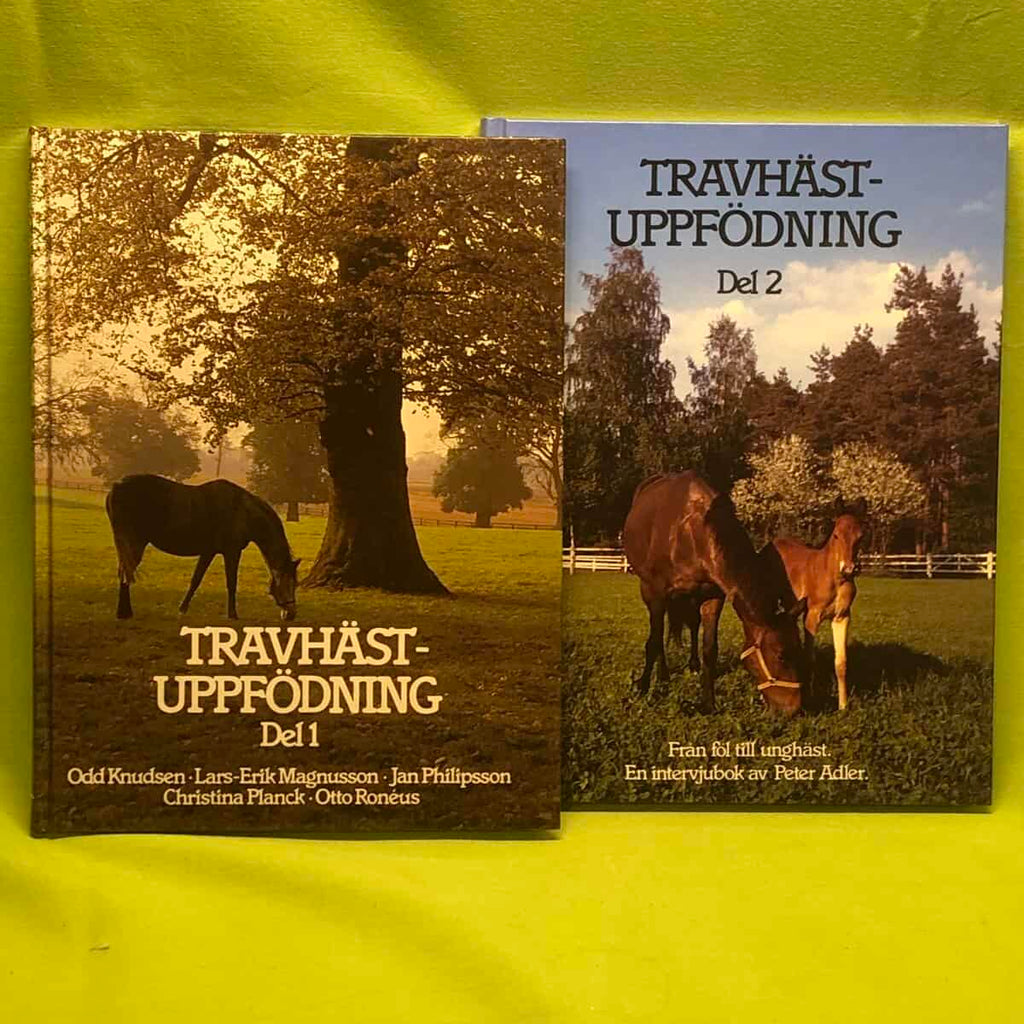 TRAVHÄST-
UPPFÖDNING
Del 1
Odd Knudsen · Lars-Erik Magnusson · Jan Philipsson
Christina Planck · Otto Ronéus
TRAVHÄST-
UPPFÖDNING
Del 2
Från föl till unghäst.
En intervjubok av Peter Adler.